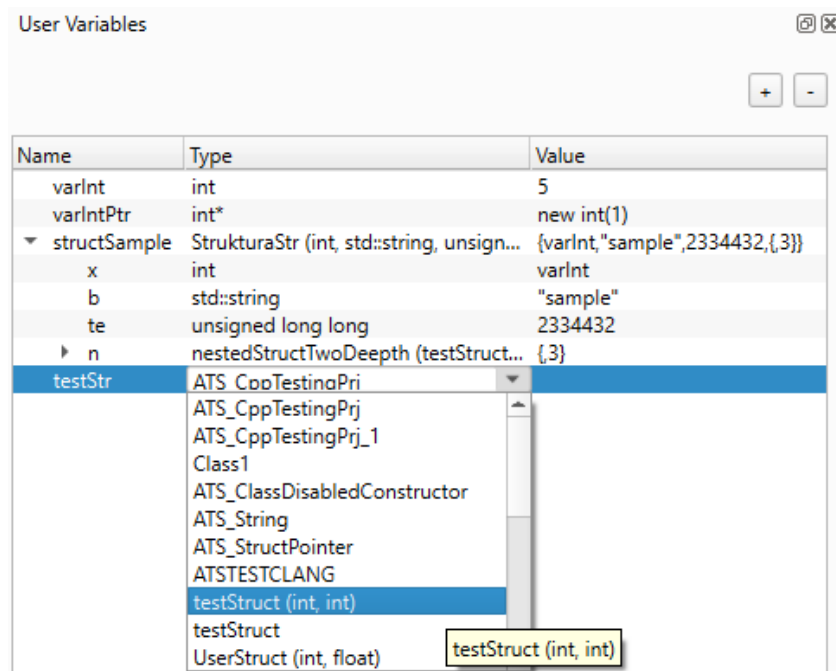 User Variables
+ -
Name Type Value
varInt int 5
varIntPtr int* new int(1)
structSample StrukturaStr (int, std::string, unsign... {varInt,"sample",2334432,{,3}}
x int varInt
b std::string "sample"
te unsigned long long 2334432
n nestedStructTwoDeepth (testStruct... {,3}
testStr ATS_CppTestingPrj
ATS_CppTestingPrj
ATS_CppTestingPrj_1
Class1
ATS_ClassDisabledConstructor
ATS_String
ATS_StructPointer
ATSTESTCLANG
testStruct (int, int)
testStruct
UserStruct (int, float)
testStruct (int, int)